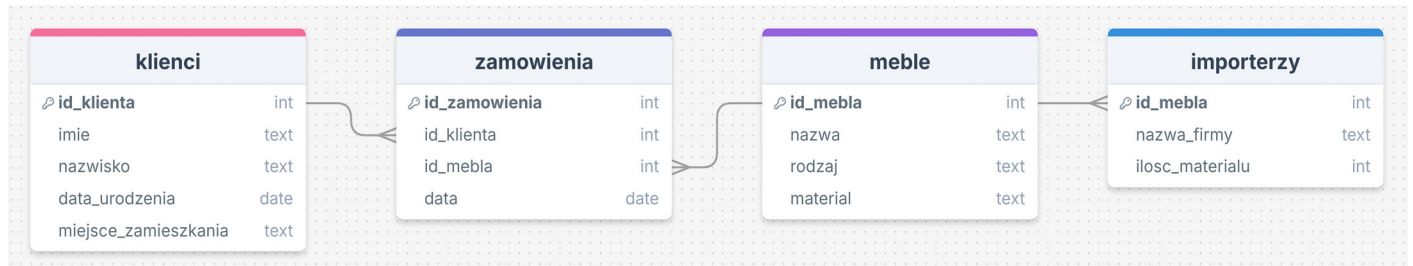 klienci
id_klienta int
imie text
nazwisko text
data_urodzenia date
miejsce_zamieszkania text
zamowienia
id_zamowienia int
id_klienta int
id_mebla int
data date
meble
id_mebla int
nazwa text
rodzaj text
material text
importerzy
id_mebla int
nazwa_firmy text
ilosc_materialu int